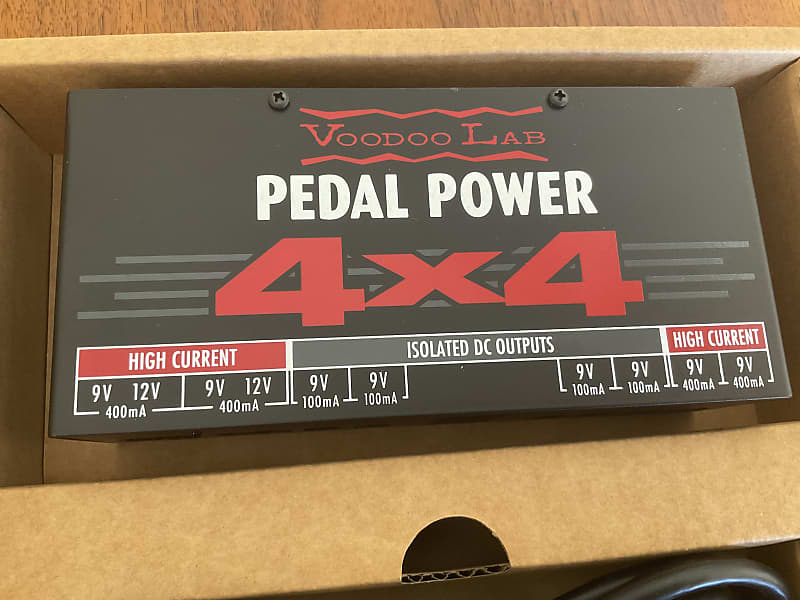 VOODOO LAB
PEDAL POWER
4x4
HIGH CURRENT
ISOLATED DC OUTPUTS
HIGH CURRENT
9V 12V 9V 12V 9V 9V 9V 9V 9V 9V
400mA 400mA 100mA 100mA 100mA 100mA 400mA 400mA